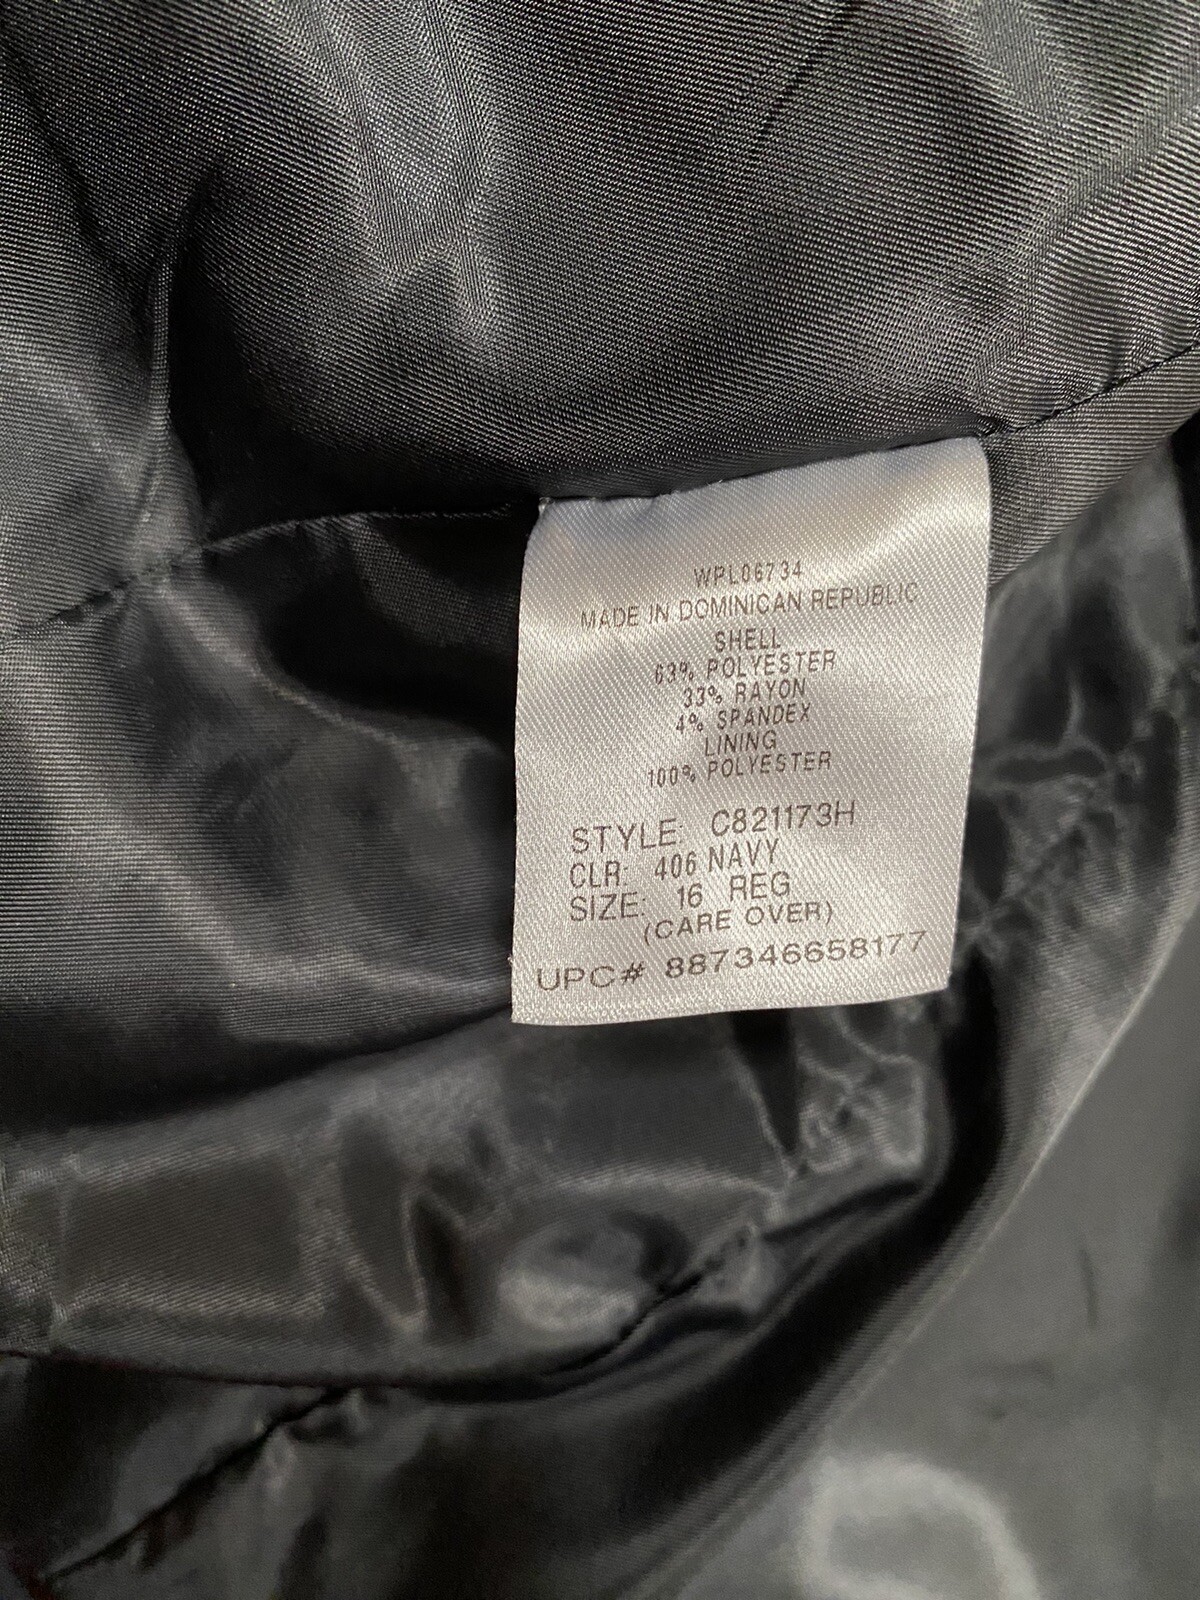 WPL06734
MADE IN DOMINICAN REPUBLIC
SHELL
63% POLYESTER
33% RAYON
4% SPANDEX
LINING
100% POLYESTER
STYLE: C821173H
CLR: 406 NAVY
SIZE: 16 REG
(CARE OVER)
UPC# 887346658177